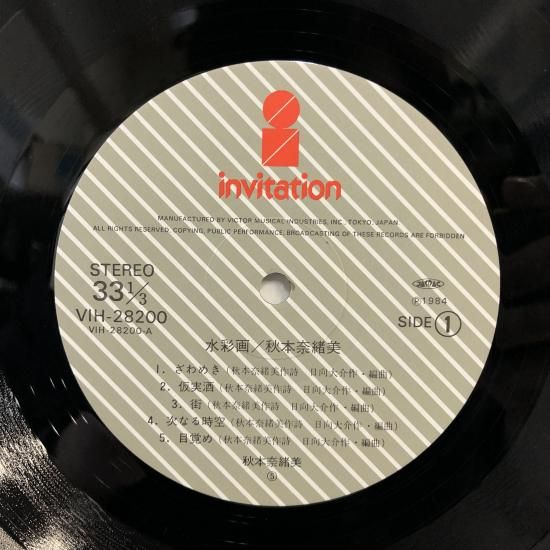 invitation
MANUFACTURED BY VICTOR MUSICAL INDUSTRIES, INC., TOKYO, JAPAN.
ALL RIGHTS RESERVED. COPYING, PUBLIC PERFORMANCE, BROADCASTING OF THESE RECORDS ARE FORBIDDEN
STEREO
33 1/3
VIH-28200
VIH-28200-A
JASRAC
Ⓟ1984
SIDE 1
水彩画／秋本奈緒美
1．ざわめき（秋本奈緒美作詩　日向大介作・編曲）
2．仮実酒（秋本奈緒美作詩　日向大介作・編曲）
3．街（秋本奈緒美作詩　日向大介作・編曲）
4．次なる時空（秋本奈緒美作詩　日向大介作・編曲）
5．目覚め（秋本奈緒美作詩　日向大介作・編曲）
秋本奈緒美
⑤